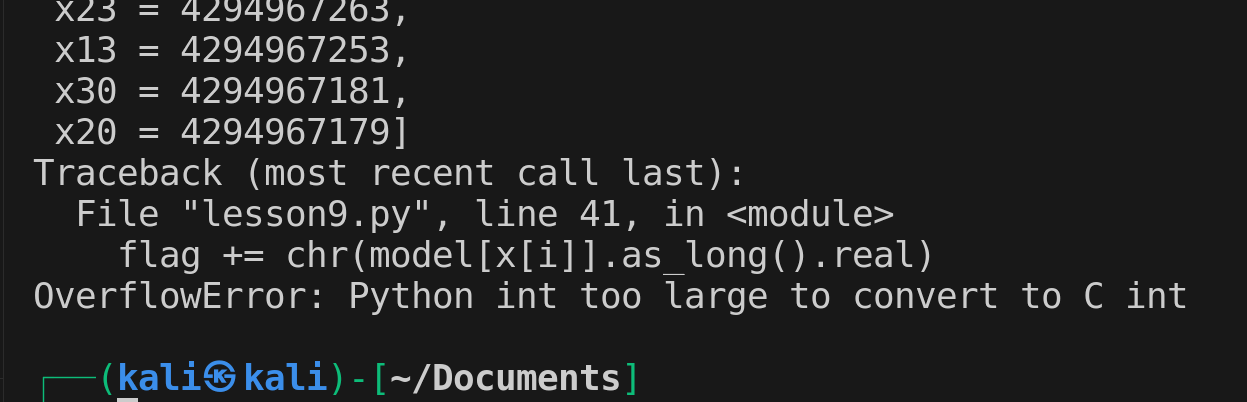 x23 = 4294967263,
x13 = 4294967253,
x30 = 4294967181,
x20 = 4294967179]
Traceback (most recent call last):
File "lesson9.py", line 41, in <module>
flag += chr(model[x[i]].as_long().real)
OverflowError: Python int too large to convert to C int
┌──(kali㉿kali)-[~/Documents]